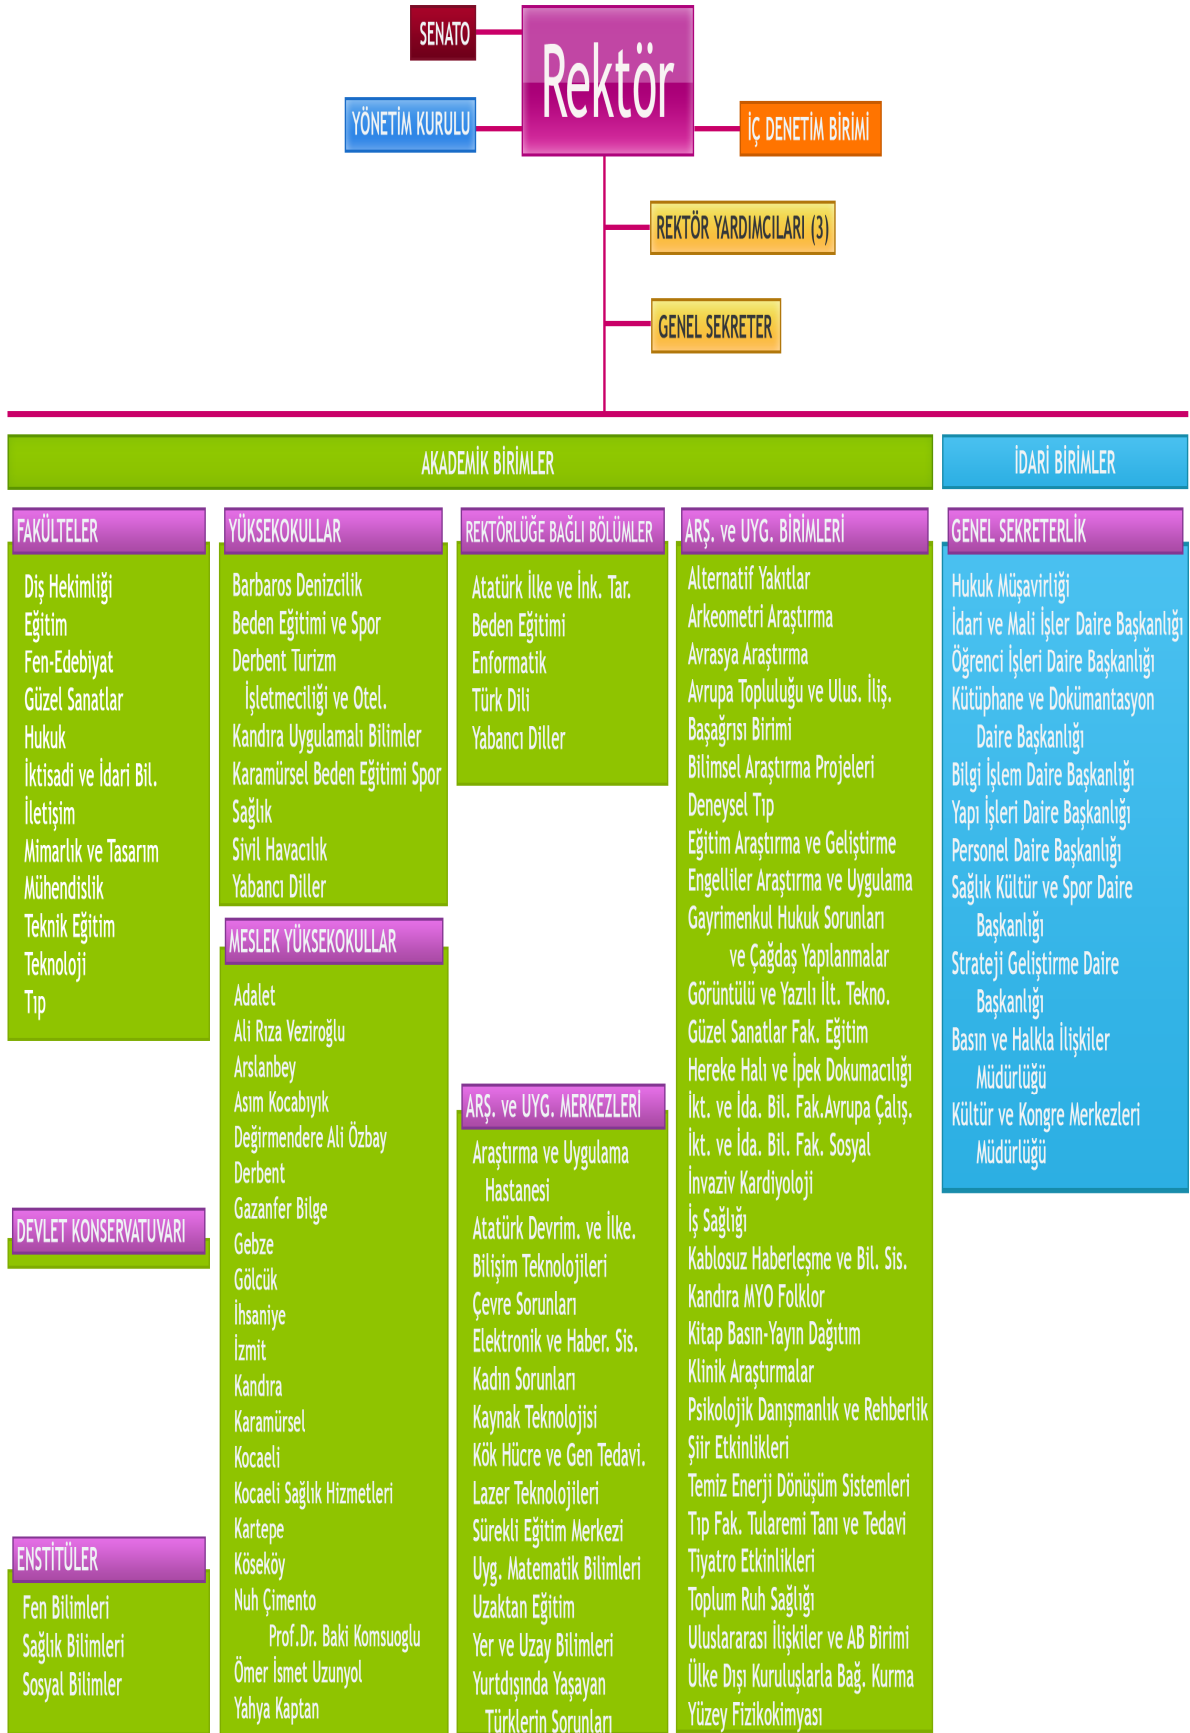 SENATO
Rektör
YÖNETİM KURULU
İÇ DENETİM BİRİMİ
REKTÖR YARDIMCILARI (3)
GENEL SEKRETER
AKADEMİK BİRİMLER
İDARİ BİRİMLER
FAKÜLTELER
Diş Hekimliği
Eğitim
Fen-Edebiyat
Güzel Sanatlar
Hukuk
İktisadi ve İdari Bil.
İletişim
Mimarlık ve Tasarım
Mühendislik
Teknik Eğitim
Teknoloji
Tıp
DEVLET KONSERVATUVARI
ENSTİTÜLER
Fen Bilimleri
Sağlık Bilimleri
Sosyal Bilimler
YÜKSEKOKULLAR
Barbaros Denizcilik
Beden Eğitimi ve Spor
Derbent Turizm
İşletmeciliği ve Otel.
Kandıra Uygulamalı Bilimler
Karamürsel Beden Eğitimi Spor
Sağlık
Sivil Havacılık
Yabancı Diller
MESLEK YÜKSEKOKULLAR
Adalet
Ali Rıza Veziroğlu
Arslanbey
Asım Kocabıyık
Değirmendere Ali Özbay
Derbent
Gazanfer Bilge
Gebze
Gölcük
İhsaniye
İzmit
Kandıra
Karamürsel
Kocaeli
Kocaeli Sağlık Hizmetleri
Kartepe
Köseköy
Nuh Çimento
Prof.Dr. Baki Komsuoglu
Ömer İsmet Uzunyol
Yahya Kaptan
REKTÖRLÜĞE BAĞLI BÖLÜMLER
Atatürk İlke ve İnk. Tar.
Beden Eğitimi
Enformatik
Türk Dili
Yabancı Diller
ARŞ. ve UYG. MERKEZLERİ
Araştırma ve Uygulama
Hastanesi
Atatürk Devrim. ve İlke.
Bilişim Teknolojileri
Çevre Sorunları
Elektronik ve Haber. Sis.
Kadın Sorunları
Kaynak Teknolojisi
Kök Hücre ve Gen Tedavi.
Lazer Teknolojileri
Sürekli Eğitim Merkezi
Uyg. Matematik Bilimleri
Uzaktan Eğitim
Yer ve Uzay Bilimleri
Yurtdışında Yaşayan
Türklerin Sorunları
ARŞ. ve UYG. BİRİMLERİ
Alternatif Yakıtlar
Arkeometri Araştırma
Avrasya Araştırma
Avrupa Topluluğu ve Ulus. İliş.
Başağrısı Birimi
Bilimsel Araştırma Projeleri
Deneysel Tıp
Eğitim Araştırma ve Geliştirme
Engelliler Araştırma ve Uygulama
Gayrimenkul Hukuk Sorunları
ve Çağdaş Yapılanmalar
Görüntülü ve Yazılı İlt. Tekno.
Güzel Sanatlar Fak. Eğitim
Hereke Halı ve İpek Dokumacılığı
İkt. ve İda. Bil. Fak.Avrupa Çalış.
İkt. ve İda. Bil. Fak. Sosyal
İnvaziv Kardiyoloji
İş Sağlığı
Kablosuz Haberleşme ve Bil. Sis.
Kandıra MYO Folklor
Kitap Basın-Yayın Dağıtım
Klinik Araştırmalar
Psikolojik Danışmanlık ve Rehberlik
Şiir Etkinlikleri
Temiz Enerji Dönüşüm Sistemleri
Tıp Fak. Tularemi Tanı ve Tedavi
Tiyatro Etkinlikleri
Toplum Ruh Sağlığı
Uluslararası İlişkiler ve AB Birimi
Ülke Dışı Kuruluşlarla Bağ. Kurma
Yüzey Fizikokimyası
GENEL SEKRETERLİK
Hukuk Müşavirliği
İdari ve Mali İşler Daire Başkanlığı
Öğrenci İşleri Daire Başkanlığı
Kütüphane ve Dokümantasyon
Daire Başkanlığı
Bilgi İşlem Daire Başkanlığı
Yapı İşleri Daire Başkanlığı
Personel Daire Başkanlığı
Sağlık Kültür ve Spor Daire
Başkanlığı
Strateji Geliştirme Daire
Başkanlığı
Basın ve Halkla İlişkiler
Müdürlüğü
Kültür ve Kongre Merkezleri
Müdürlüğü